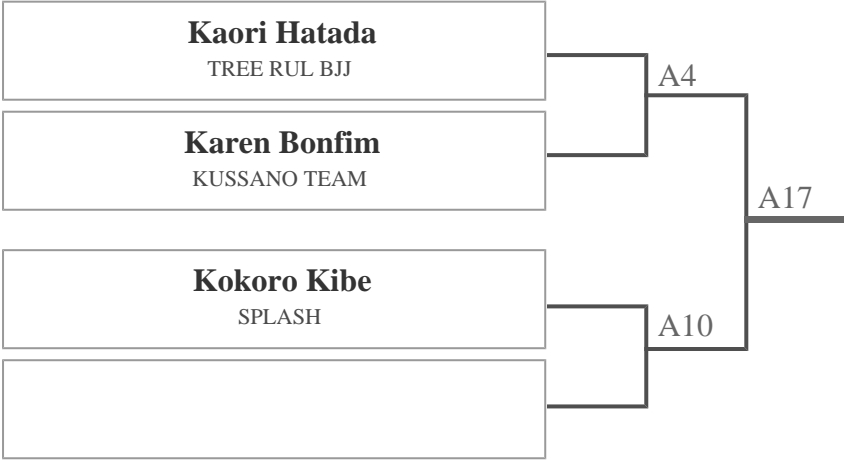 Kaori Hatada
TREE RUL BJJ
A4
Karen Bonfim
KUSSANO TEAM
A17
Kokoro Kibe
SPLASH
A10